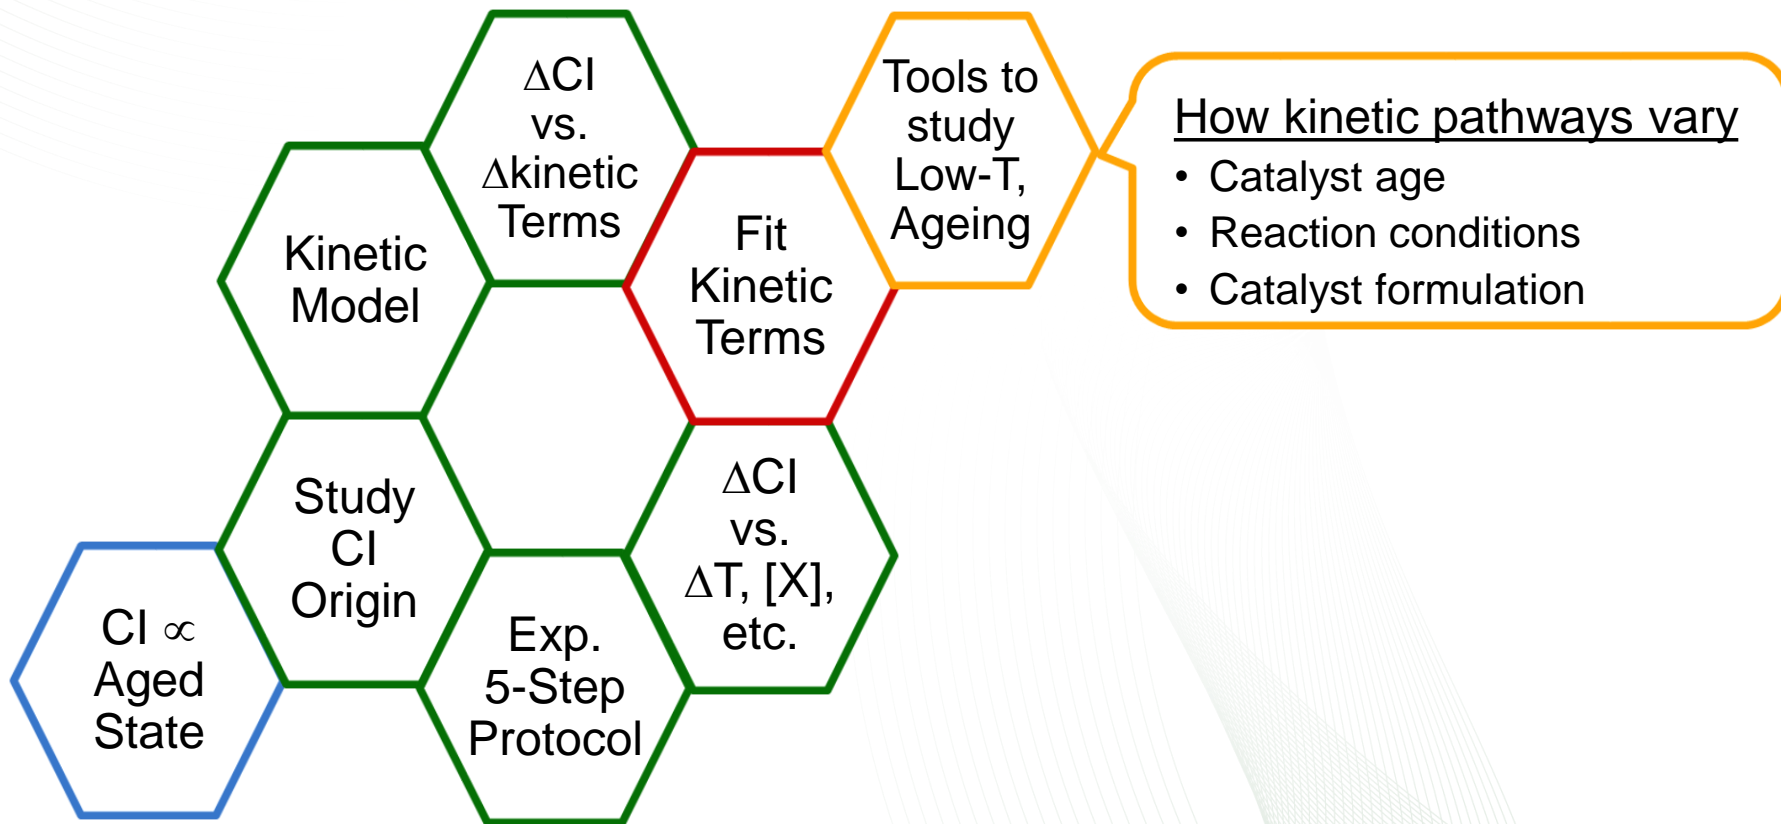 ΔCI
vs.
Δkinetic
Terms
Tools to
study
Low-T,
Ageing
How kinetic pathways vary
• Catalyst age
• Reaction conditions
• Catalyst formulation
Kinetic
Model
Fit
Kinetic
Terms
Study
CI
Origin
ΔCI
vs.
ΔT, [X],
etc.
CI ∝
Aged
State
Exp.
5-Step
Protocol